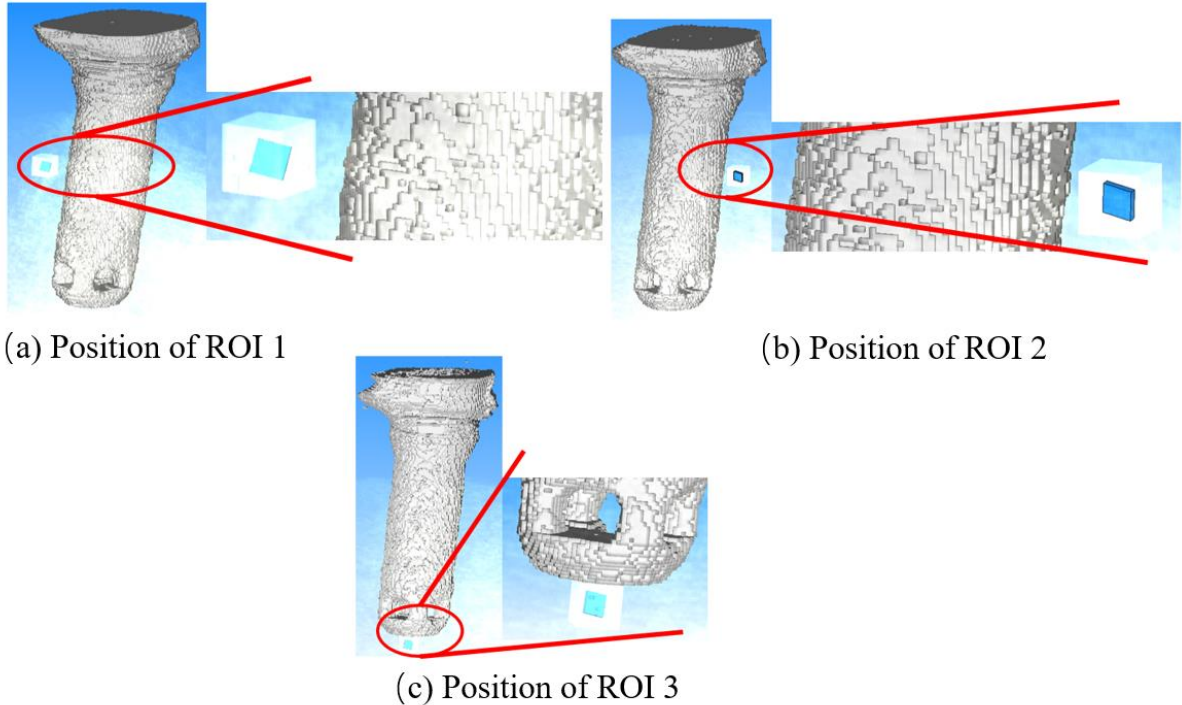 (a) Position of ROI 1
(b) Position of ROI 2
(c) Position of ROI 3